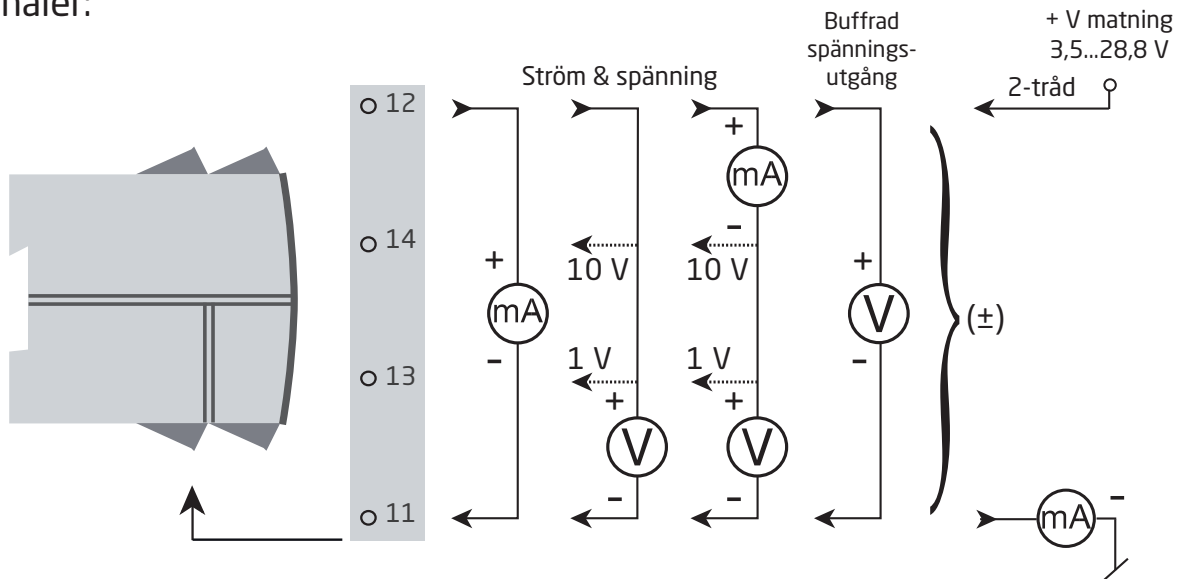 naler:
Ström & spänning
Buffrad
spännings-
utgång
+ V matning
3,5...28,8 V
2-tråd
12
14
13
11
+
mA
-
10 V
1 V
+
V
-
+
mA
-
10 V
1 V
+
V
-
+
V
-
(±)
mA
-